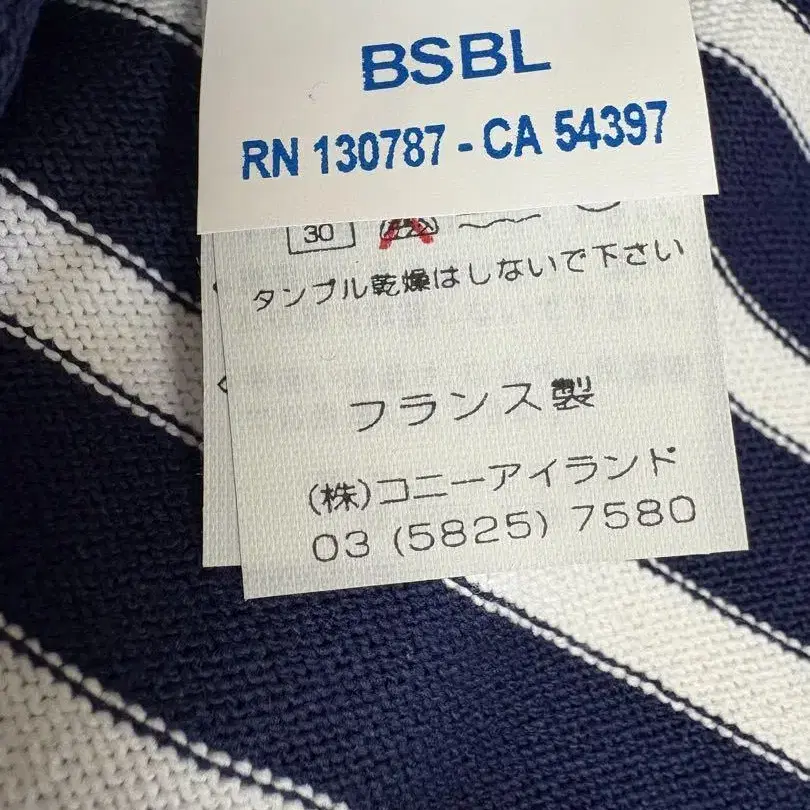 BSBL
RN 130787 - CA 54397
30
タンブル乾燥はしないで下さい
フランス製
(株)コニーアイランド
03 (5825) 7580